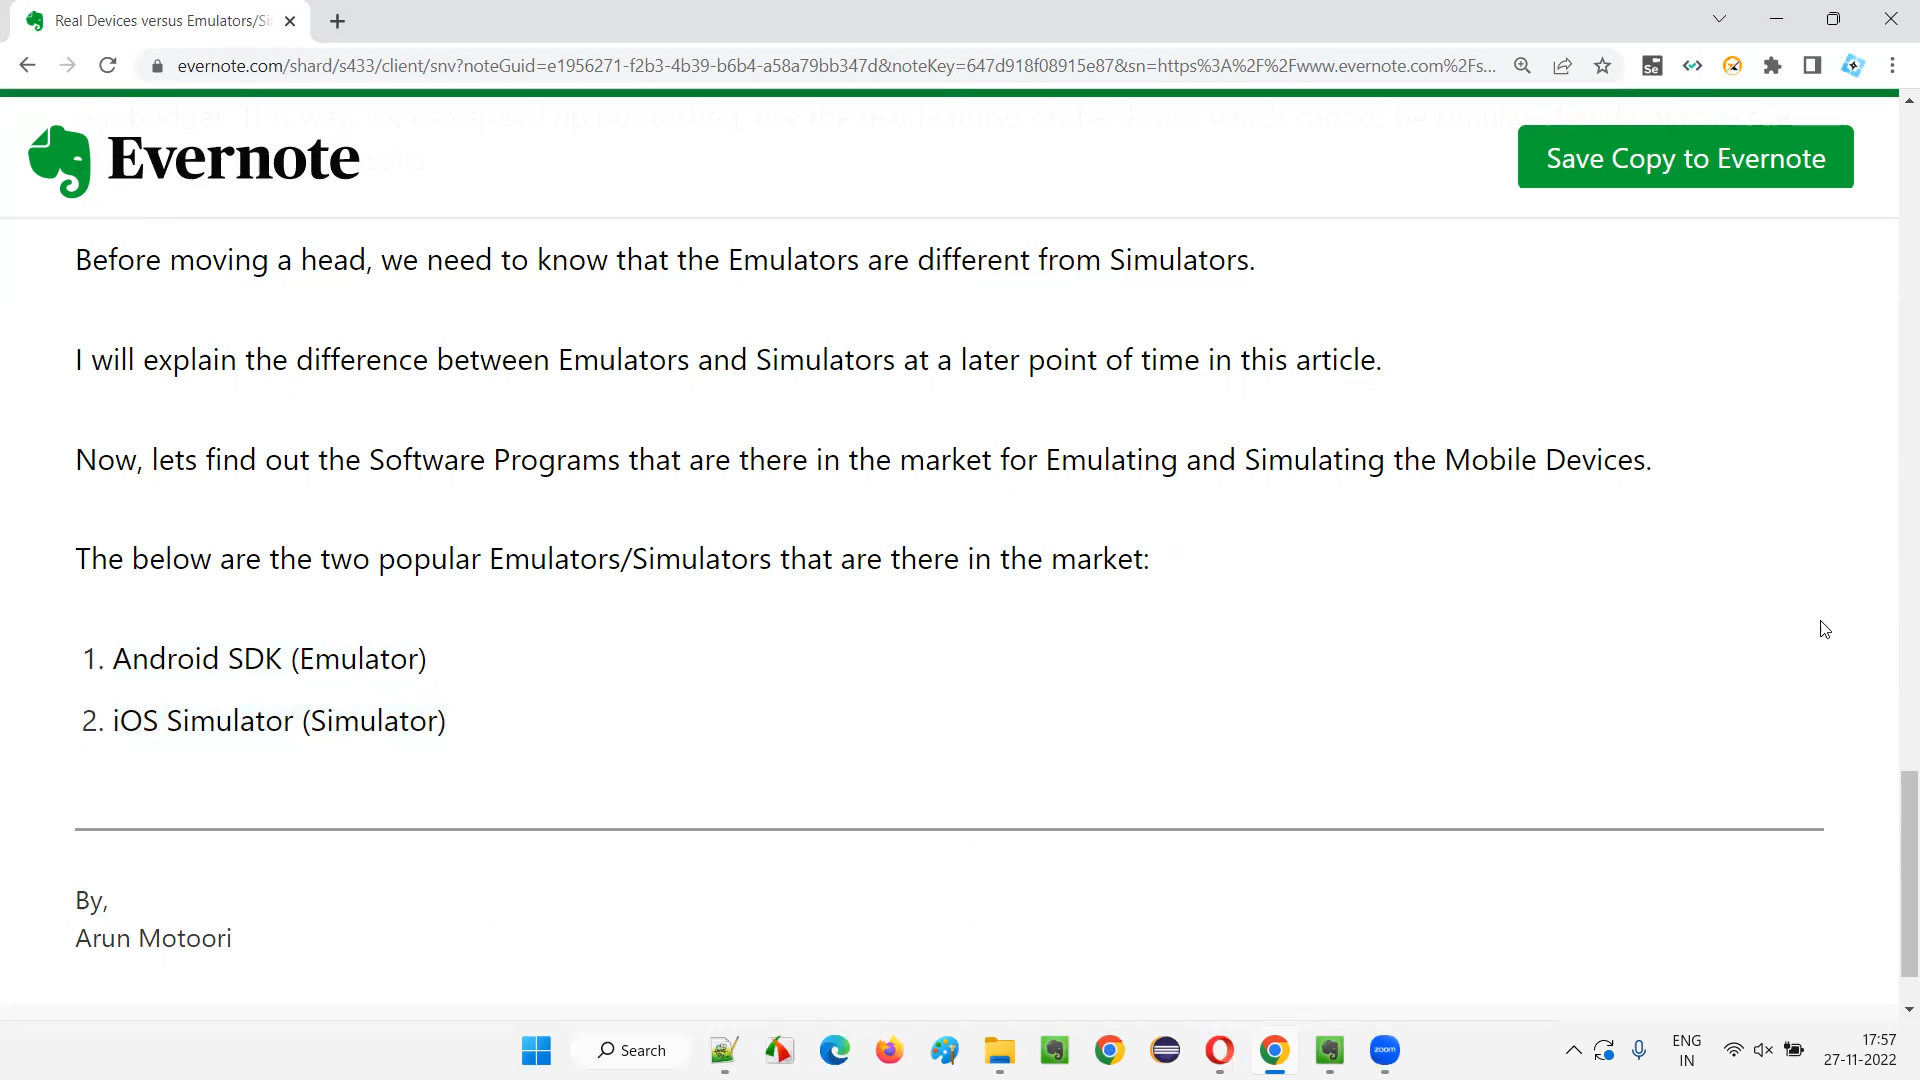 Real Devices versus Emulators/Si
evernote.com/shard/s433/client/snv?noteGuid=e1956271-f2b3-4b39-b6b4-a58a79bb347d&noteKey=647d918f08915e87&sn=https%3A%2F%2Fwww.evernote.com%2Fs...
Evernote
Save Copy to Evernote
Before moving a head, we need to know that the Emulators are different from Simulators.
I will explain the difference between Emulators and Simulators at a later point of time in this article.
Now, lets find out the Software Programs that are there in the market for Emulating and Simulating the Mobile Devices.
The below are the two popular Emulators/Simulators that are there in the market:
1. Android SDK (Emulator)
2. iOS Simulator (Simulator)
By,
Arun Motoori
Search
zoom
ENG
IN
17:57
27-11-2022